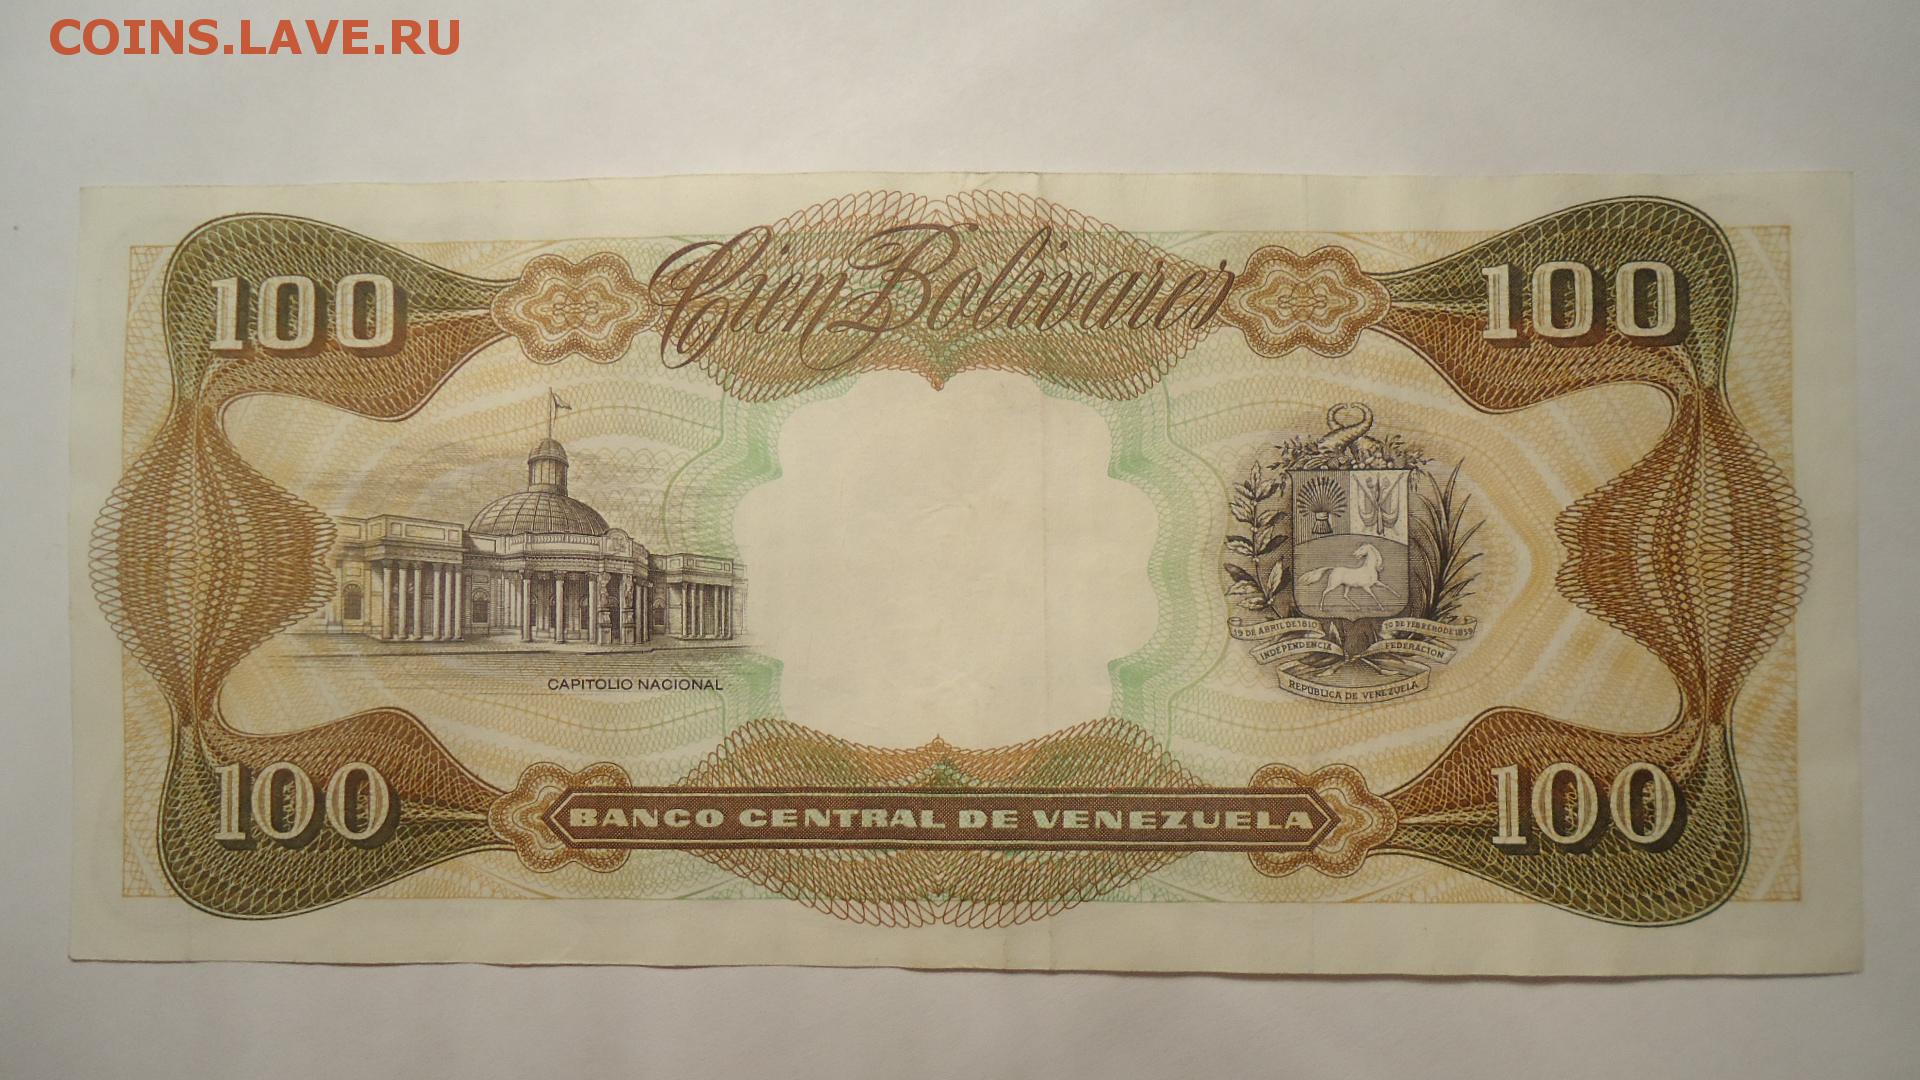 COINS.LAVE.RU
Cien Bolivares
100
100
CAPITOLIO NACIONAL
19 DE ABRIL DE 1810
20 DE FEBRERO DE 1859
INDEPENDENCIA
FEDERACION
REPUBLICA DE VENEZUELA
100
BANCO CENTRAL DE VENEZUELA
100